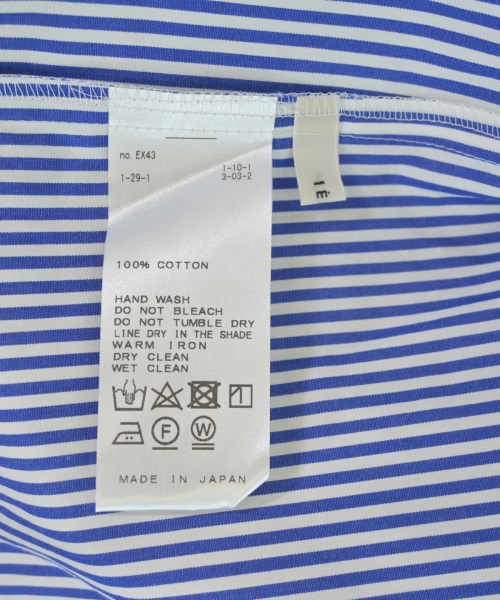 no. EX43
1-29-1
1-10-1
3-03-2
100% COTTON
HAND WASH
DO NOT BLEACH
DO NOT TUMBLE DRY
LINE DRY IN THE SHADE
WARM IRON
DRY CLEAN
WET CLEAN
F
W
MADE IN JAPAN